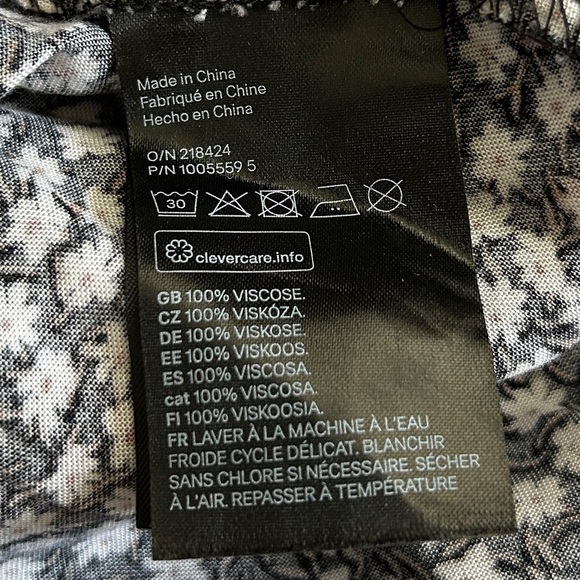 Made in China
Fabriqué en Chine
Hecho en China
O/N 218424
P/N 1005559 5
30
clevercare.info
GB 100% VISCOSE.
CZ 100% VISKÓZA.
DE 100% VISKOSE.
EE 100% VISKOOS.
ES 100% VISCOSA.
cat 100% VISCOSA.
FI 100% VISKOOSIA.
FR LAVER À LA MACHINE À L'EAU
FROIDE CYCLE DÉLICAT. BLANCHIR
SANS CHLORE SI NÉCESSAIRE. SÉCHER
À L'AIR. REPASSER À TEMPÉRATURE